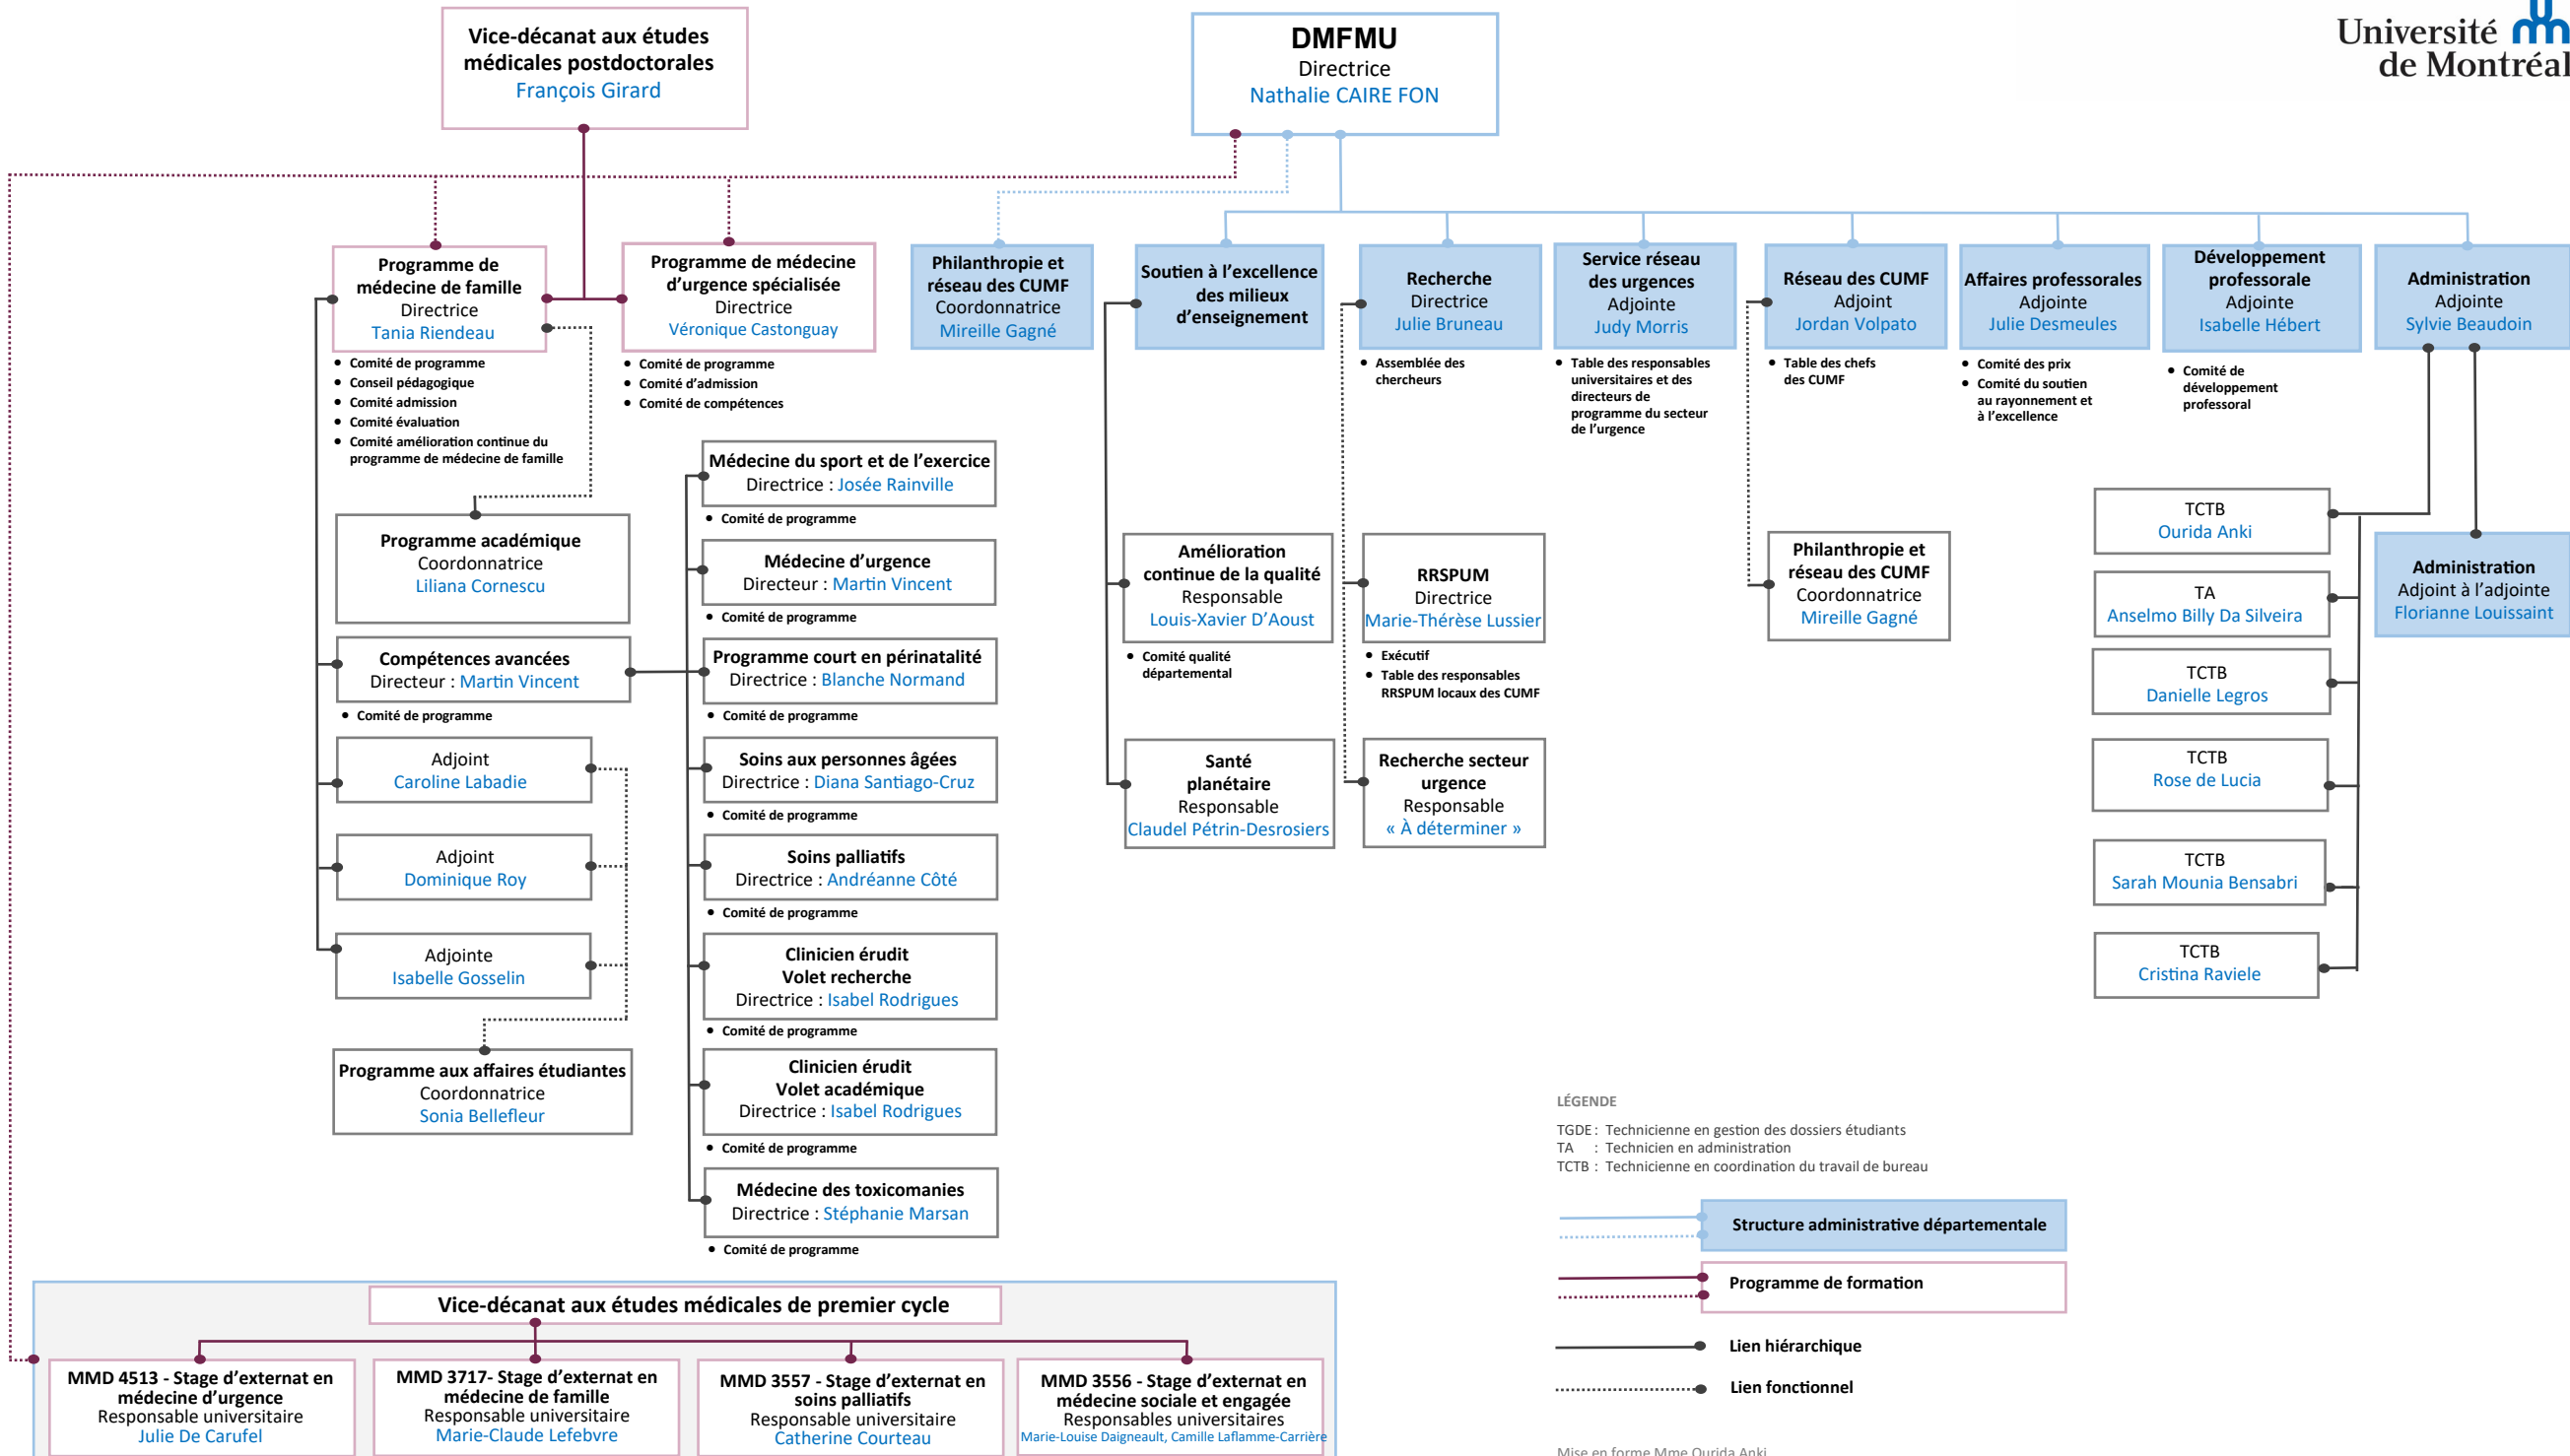 Vice-décanat aux études
médicales postdoctorales
François Girard
DMFMU
Directrice
Nathalie CAIRE FON
Université
de Montréal
Programme de
médecine de famille
Directrice
Tania Riendeau
• Comité de programme
• Conseil pédagogique
• Comité admission
• Comité évaluation
• Comité amélioration continue du
programme de médecine de famille
Programme de médecine
d'urgence spécialisée
Directrice
Véronique Castonguay
• Comité de programme
• Comité d'admission
• Comité de compétences
Philanthropie et
réseau des CUMF
Coordonnatrice
Mireille Gagné
Soutien à l'excellence
des milieux
d'enseignement
Recherche
Directrice
Julie Bruneau
• Assemblée des
chercheurs
Service réseau
des urgences
Adjointe
Judy Morris
• Table des responsables
universitaires et des
directeurs de
programme du secteur
de l'urgence
Réseau des CUMF
Adjoint
Jordan Volpato
• Table des chefs
des CUMF
Affaires professorales
Adjointe
Julie Desmeules
• Comité des prix
• Comité du soutien
au rayonnement et
à l'excellence
Développement
professorale
Adjointe
Isabelle Hébert
• Comité de
développement
professoral
Administration
Adjointe
Sylvie Beaudoin
Programme académique
Coordonnatrice
Liliana Cornescu
Compétences avancées
Directeur : Martin Vincent
• Comité de programme
Adjoint
Caroline Labadie
Adjoint
Dominique Roy
Adjointe
Isabelle Gosselin
Programme aux affaires étudiantes
Coordonnatrice
Sonia Bellefleur
Médecine du sport et de l'exercice
Directrice : Josée Rainville
• Comité de programme
Médecine d'urgence
Directeur : Martin Vincent
• Comité de programme
Programme court en périnatalité
Directrice : Blanche Normand
• Comité de programme
Soins aux personnes âgées
Directrice : Diana Santiago-Cruz
• Comité de programme
Soins palliatifs
Directrice : Andréanne Côté
• Comité de programme
Clinicien érudit
Volet recherche
Directrice : Isabel Rodrigues
• Comité de programme
Clinicien érudit
Volet académique
Directrice : Isabel Rodrigues
• Comité de programme
Médecine des toxicomanies
Directrice : Stéphanie Marsan
• Comité de programme
Amélioration
continue de la qualité
Responsable
Louis-Xavier D'Aoust
• Comité qualité
départemental
Santé
planétaire
Responsable
Claudel Pétrin-Desrosiers
RRSPUM
Directrice
Marie-Thérèse Lussier
• Exécutif
• Table des responsables
RRSPUM locaux des CUMF
Recherche secteur
urgence
Responsable
« À déterminer »
Philanthropie et
réseau des CUMF
Coordonnatrice
Mireille Gagné
TCTB
Ourida Anki
TA
Anselmo Billy Da Silveira
TCTB
Danielle Legros
TCTB
Rose de Lucia
TCTB
Sarah Mounia Bensabri
TCTB
Cristina Raviele
Administration
Adjoint à l'adjointe
Florianne Louissaint
Vice-décanat aux études médicales de premier cycle
MMD 4513 - Stage d'externat en
médecine d'urgence
Responsable universitaire
Julie De Carufel
MMD 3717- Stage d'externat en
médecine de famille
Responsable universitaire
Marie-Claude Lefebvre
MMD 3557 - Stage d'externat en
soins palliatifs
Responsable universitaire
Catherine Courteau
MMD 3556 - Stage d'externat en
médecine sociale et engagée
Responsables universitaires
Marie-Louise Daigneault, Camille Laflamme-Carrière
LÉGENDE
TGDE : Technicienne en gestion des dossiers étudiants
TA : Technicien en administration
TCTB : Technicienne en coordination du travail de bureau
Structure administrative départementale
Programme de formation
Lien hiérarchique
Lien fonctionnel
Mise en forme Mme Ourida Anki